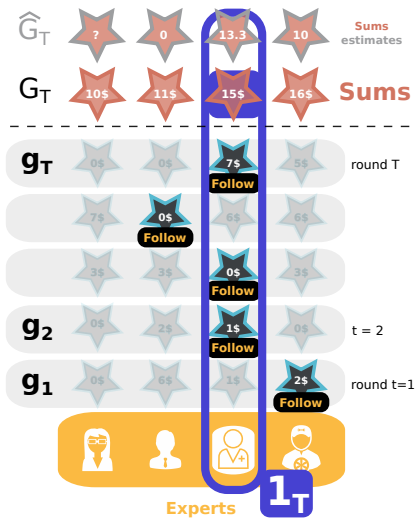 Ĝ_T ? 0 13.3 10 Sums estimates
G_T 10$ 11$ 15$ 16$ Sums
g_T 0$ 0$ 7$ 5$ round T
Follow
7$ 0$ 6$ 6$
Follow
3$ 3$ 0$ 3$
Follow
g_2 0$ 2$ 1$ 0$ t = 2
Follow
g_1 0$ 6$ 1$ 2$ round t=1
Follow
Experts
1_T